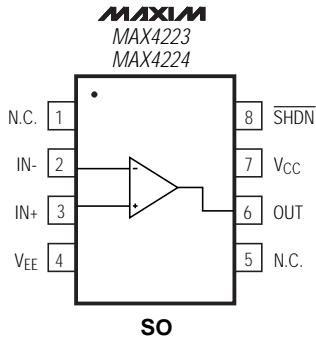 MAXIM
MAX4223
MAX4224
N.C. 1
IN- 2
IN+ 3
VEE 4
8 SHDN
7 VCC
6 OUT
5 N.C.
-
+
SO